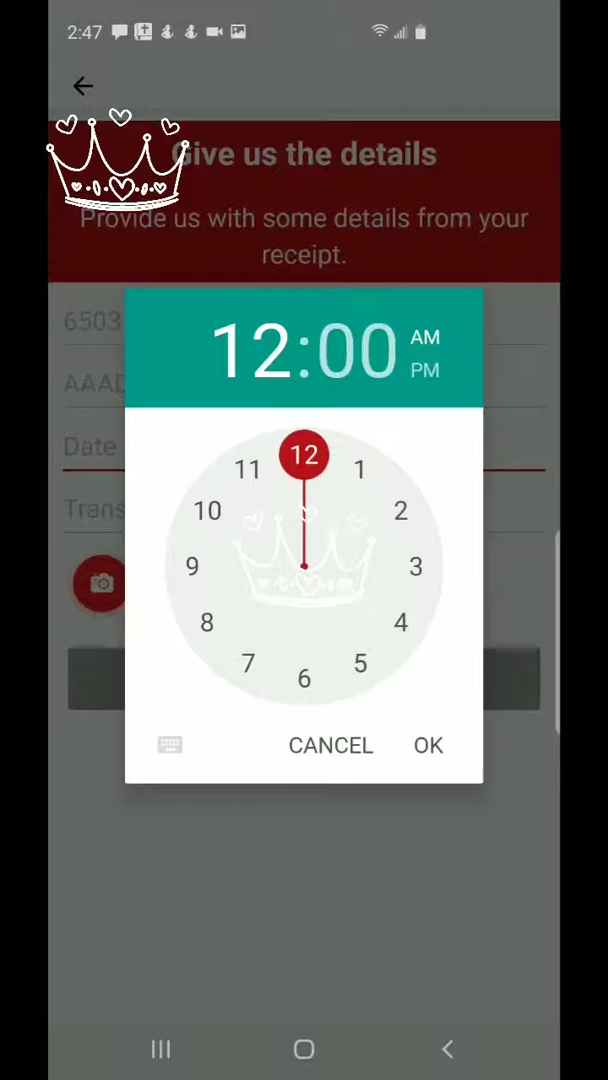 2:47
Give us the details
Provide us with some details from your
receipt.
6503
12:00
AM
PM
Date
Trans
12
1
2
3
4
5
6
7
8
9
10
11
CANCEL
OK